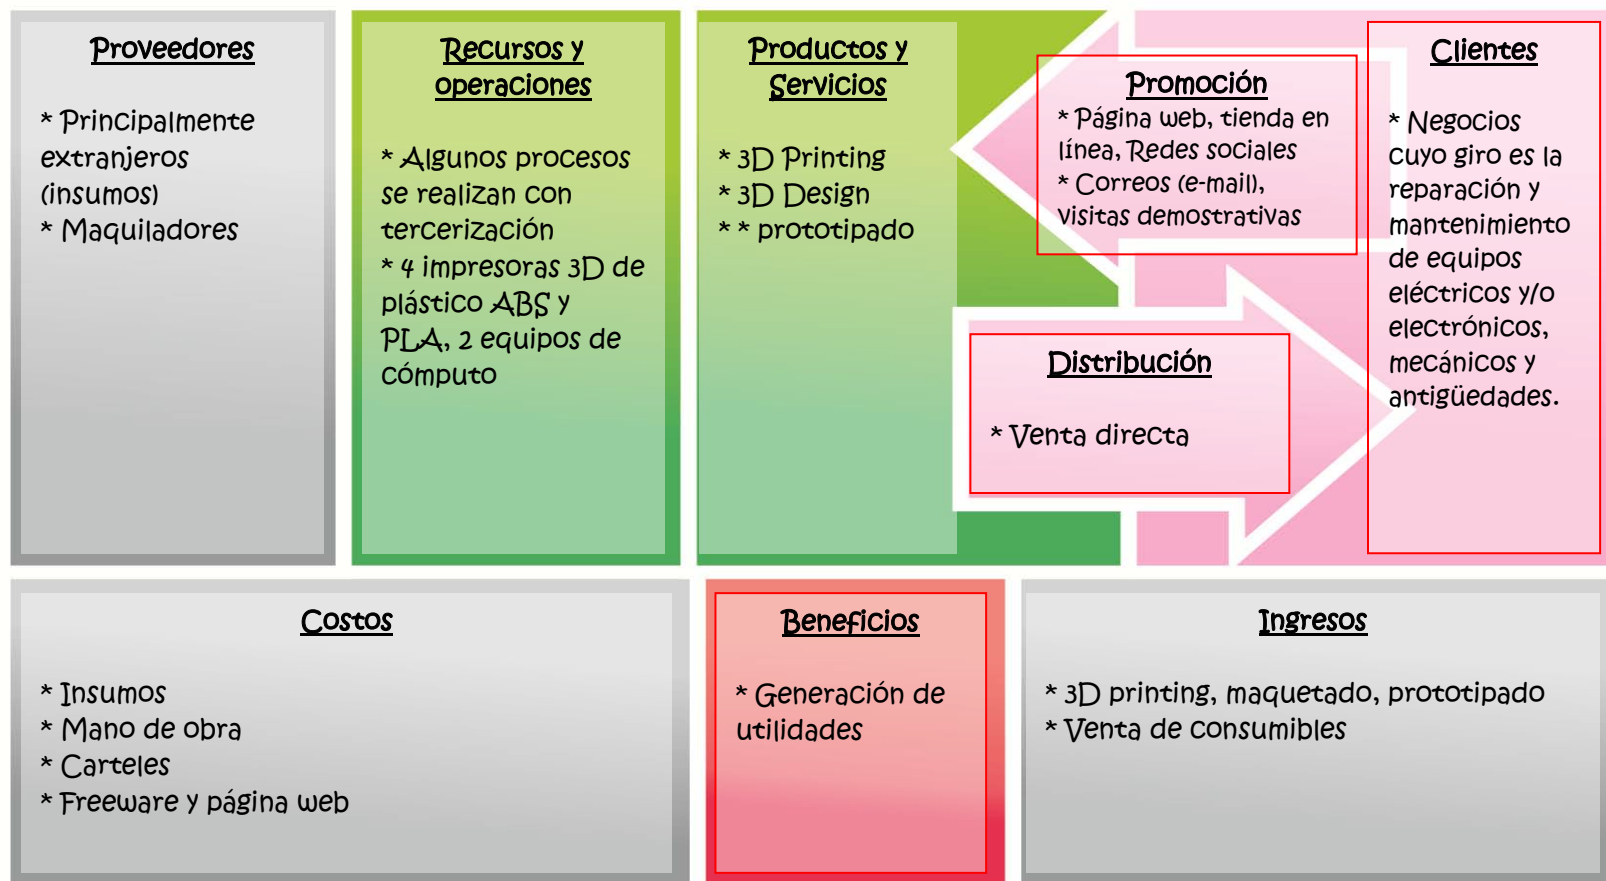 Proveedores
* Principalmente
extranjeros
(insumos)
* Maquiladores
Recursos y
operaciones
* Algunos procesos
se realizan con
tercerización
* 4 impresoras 3D de
plástico ABS y
PLA, 2 equipos de
cómputo
Productos y
Servicios
* 3D Printing
* 3D Design
* * prototipado
Promoción
* Página web, tienda en
línea, Redes sociales
* Correos (e-mail),
visitas demostrativas
Distribución
* Venta directa
Clientes
* Negocios
cuyo giro es la
reparación y
mantenimiento
de equipos
eléctricos y/o
electrónicos,
mecánicos y
antigüedades.
Costos
* Insumos
* Mano de obra
* Carteles
* Freeware y página web
Beneficios
* Generación de
utilidades
Ingresos
* 3D printing, maquetado, prototipado
* Venta de consumibles